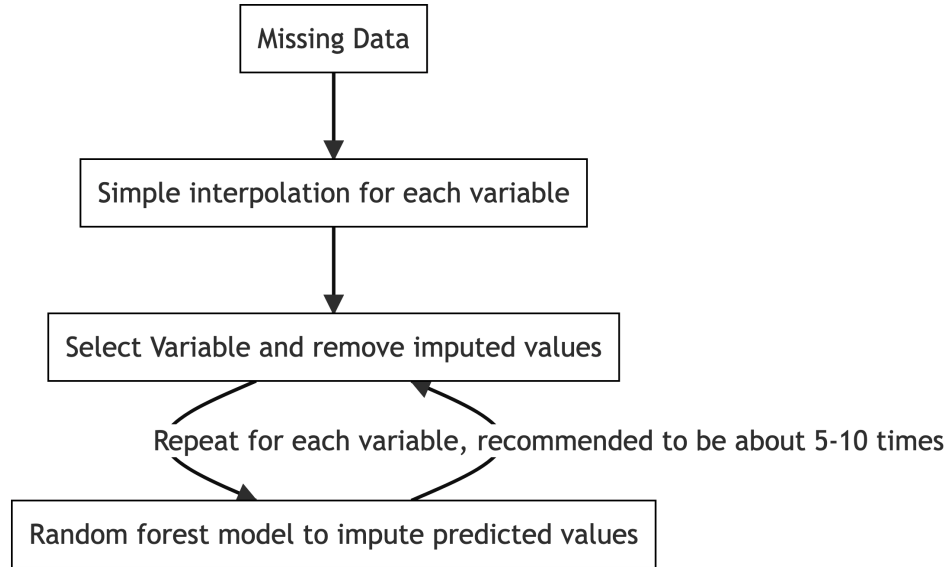 Missing Data
Simple interpolation for each variable
Select Variable and remove imputed values
Repeat for each variable, recommended to be about 5-10 times
Random forest model to impute predicted values